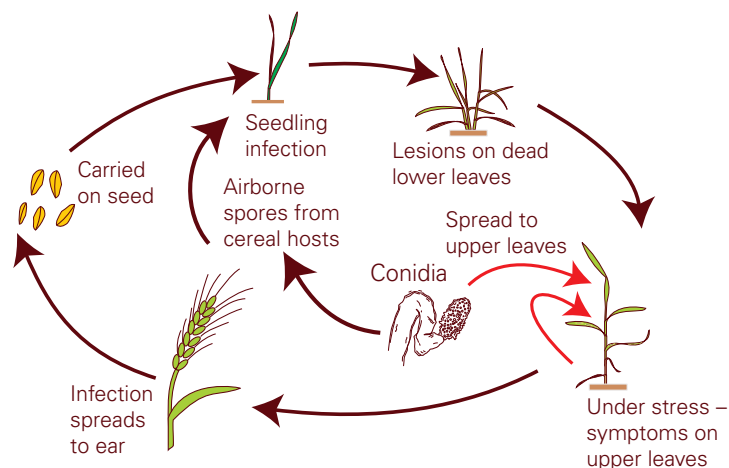 Seedling
infection
Lesions on dead
lower leaves
Carried
on seed
Airborne
spores from
cereal hosts
Spread to
upper leaves
Conidia
Infection
spreads
to ear
Under stress –
symptoms on
upper leaves